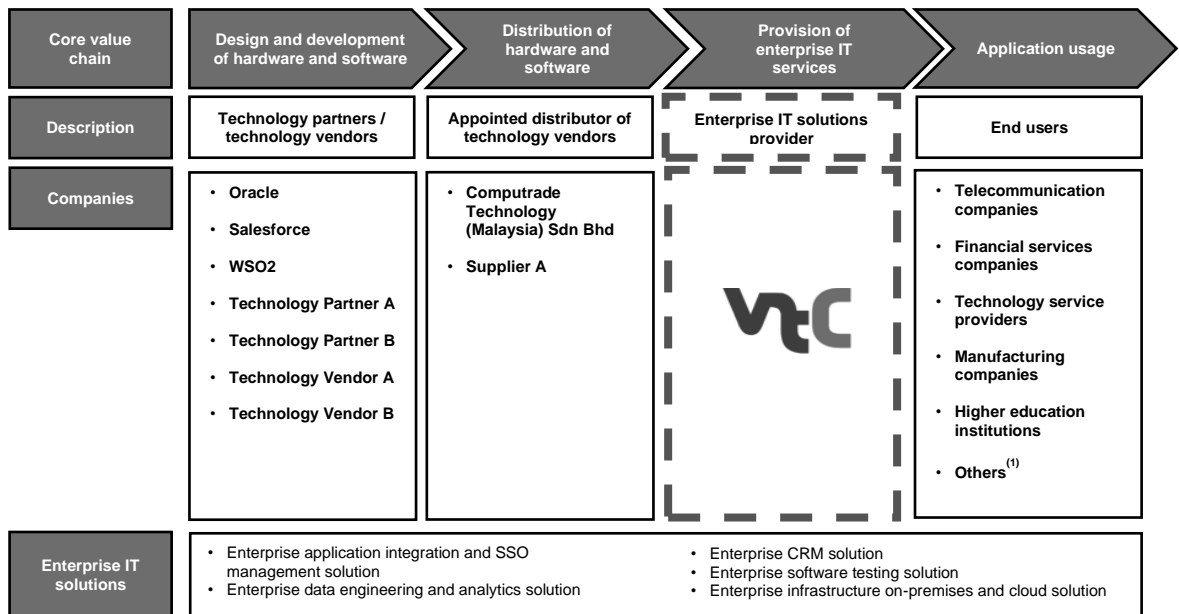 Core value
chain
Design and development
of hardware and software
Distribution of
hardware and
software
Provision of
enterprise IT
services
Application usage
Description
Technology partners /
technology vendors
Appointed distributor of
technology vendors
Enterprise IT solutions
provider
End users
Companies
• Oracle
• Salesforce
• WSO2
• Technology Partner A
• Technology Partner B
• Technology Vendor A
• Technology Vendor B
• Computrade
Technology
(Malaysia) Sdn Bhd
• Supplier A
vtc
• Telecommunication
companies
• Financial services
companies
• Technology service
providers
• Manufacturing
companies
• Higher education
institutions
• Others(1)
Enterprise IT
solutions
• Enterprise application integration and SSO
management solution
• Enterprise data engineering and analytics solution
• Enterprise CRM solution
• Enterprise software testing solution
• Enterprise infrastructure on-premises and cloud solution